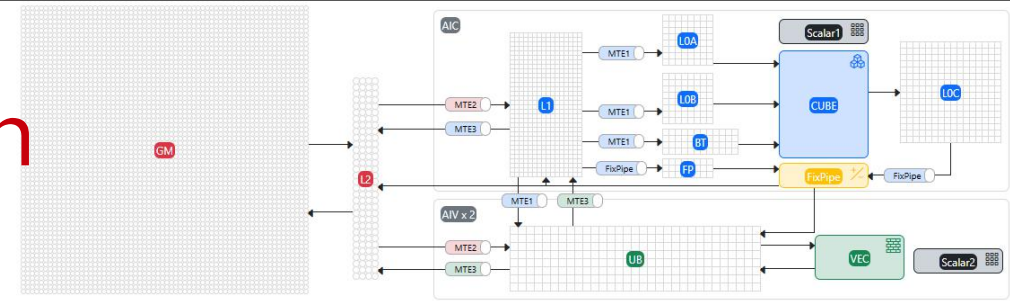 n
GM
L2
AIC
MTE2
MTE3
L1
MTE1
L0A
MTE1
L0B
MTE1
BT
FixPipe
FP
Scalar1
CUBE
L0C
FixPipe
FixPipe
MTE1
MTE3
AIV x 2
MTE2
MTE3
UB
VEC
Scalar2